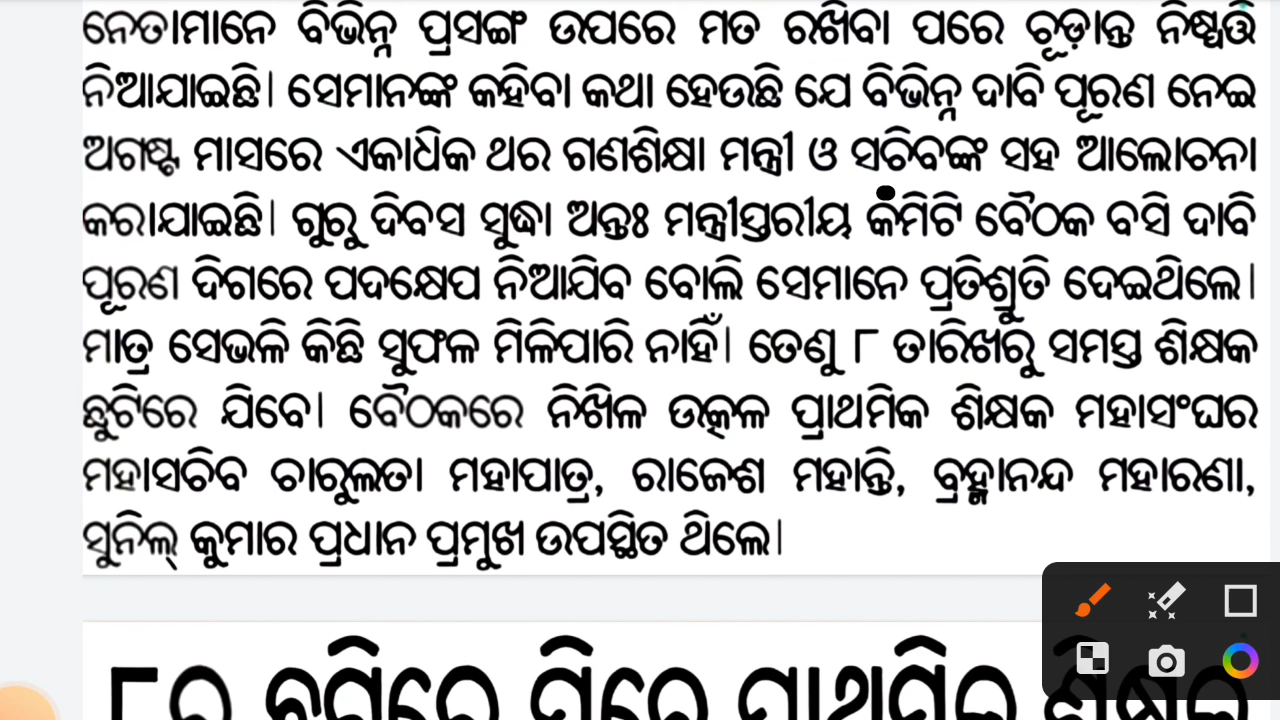 ନେତାମାନେ ବିଭିନ୍ନ ପ୍ରସଙ୍ଗ ଉପରେ ମତ ରଖିବା ପରେ ଚୂଡ଼ାନ୍ତ ନିଷ୍ପତ୍ତି
ନିଆଯାଇଛି। ସେମାନଙ୍କ କହିବା କଥା ହେଉଛି ଯେ ବିଭିନ୍ନ ଦାବି ପୂରଣ ନେଇ
ଅଗଷ୍ଟ ମାସରେ ଏକାଧିକ ଥର ଗଣଶିକ୍ଷା ମନ୍ତ୍ରୀ ଓ ସଚିବଙ୍କ ସହ ଆଲୋଚନା
କରାଯାଇଛି। ଗୁରୁ ଦିବସ ସୁଦ୍ଧା ଅନ୍ତଃ ମନ୍ତ୍ରୀସ୍ତରୀୟ କମିଟି ବୈଠକ ବସି ଦାବି
ପୂରଣ ଦିଗରେ ପଦକ୍ଷେପ ନିଆଯିବ ବୋଲି ସେମାନେ ପ୍ରତିଶ୍ରୁତି ଦେଇଥିଲେ।
ମାତ୍ର ସେଭଳି କିଛି ସୁଫଳ ମିଳିପାରି ନାହିଁ। ତେଣୁ ୮ ତାରିଖରୁ ସମସ୍ତ ଶିକ୍ଷକ
ଛୁଟିରେ ଯିବେ। ବୈଠକରେ ନିଖିଳ ଉତ୍କଳ ପ୍ରାଥମିକ ଶିକ୍ଷକ ମହାସଂଘର
ମହାସଚିବ ଚାରୁଲତା ମହାପାତ୍ର, ରାଜେଶ ମହାନ୍ତି, ବ୍ରହ୍ମାନନ୍ଦ ମହାରଣା,
ସୁନିଲ୍ କୁମାର ପ୍ରଧାନ ପ୍ରମୁଖ ଉପସ୍ଥିତ ଥିଲେ।